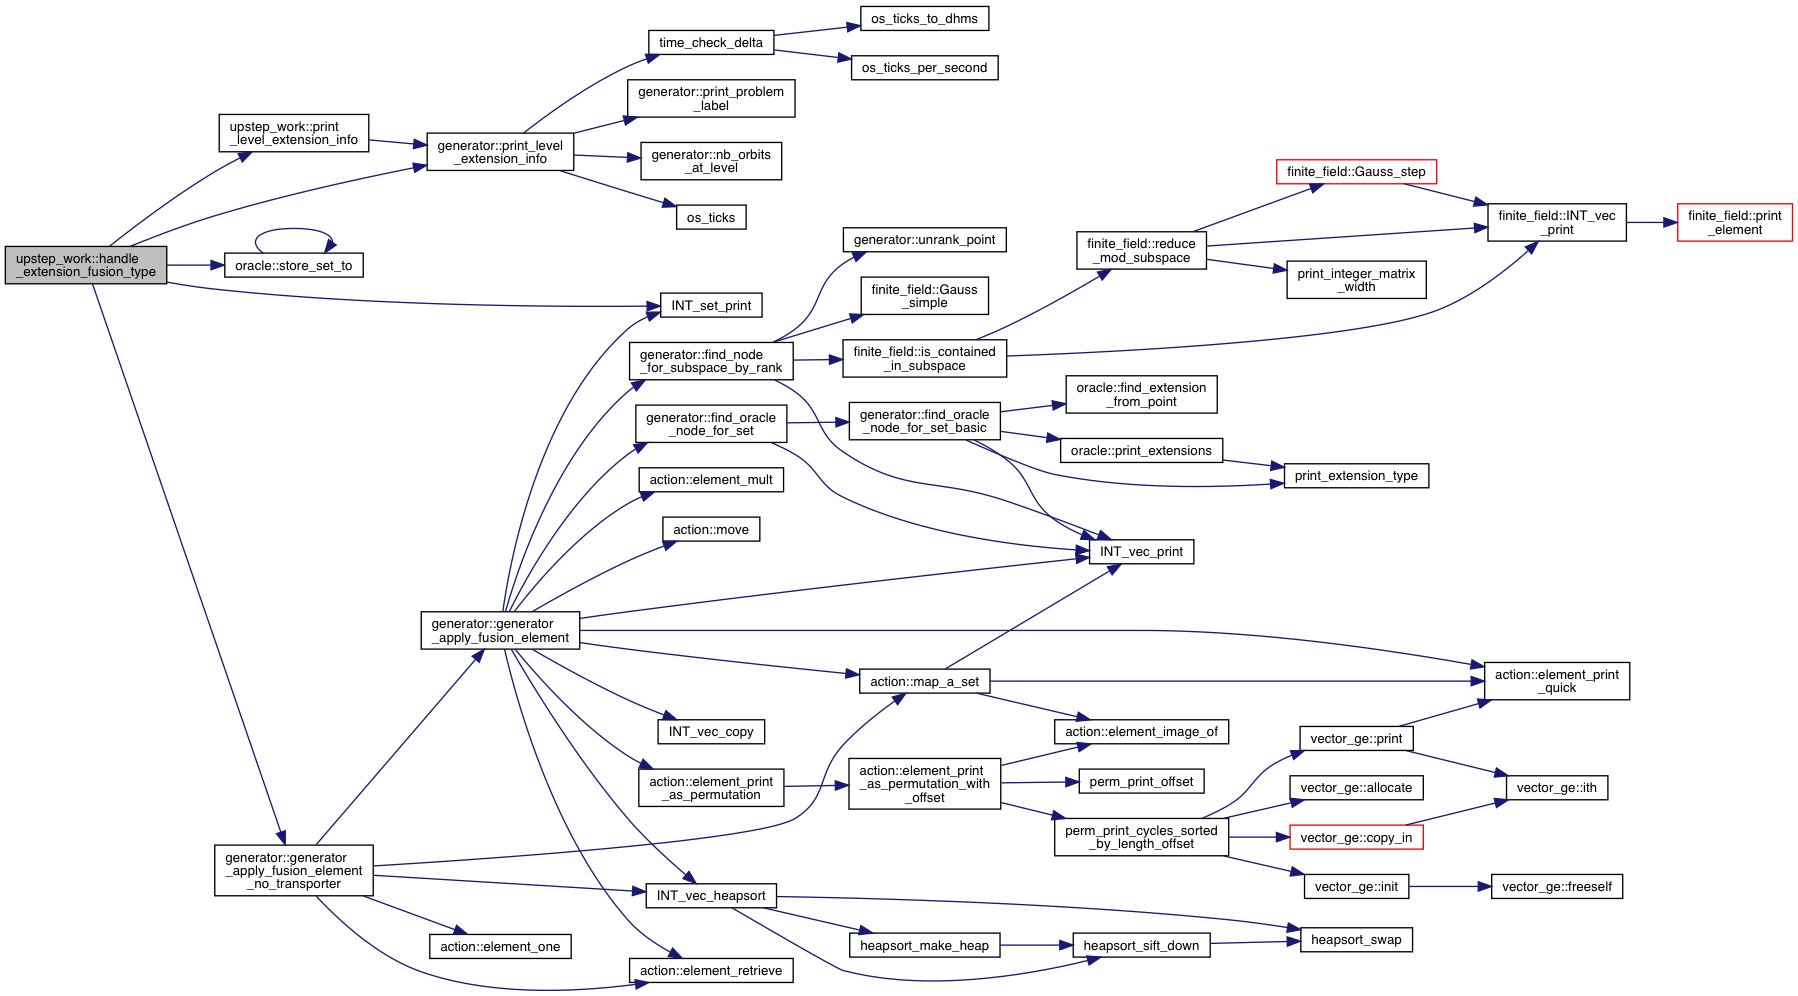 os_ticks_to_dhms
time_check_delta
os_ticks_per_second
generator::print_problem
_label
upstep_work::print
_level_extension_info
generator::print_level
_extension_info
generator::nb_orbits
_at_level
os_ticks
finite_field::Gauss_step
finite_field::INT_vec
_print
finite_field::print
_element
generator::unrank_point
finite_field::reduce
_mod_subspace
print_integer_matrix
_width
upstep_work::handle
_extension_fusion_type
oracle::store_set_to
INT_set_print
finite_field::Gauss
_simple
generator::find_node
_for_subspace_by_rank
finite_field::is_contained
_in_subspace
oracle::find_extension
_from_point
generator::find_oracle
_node_for_set
generator::find_oracle
_node_for_set_basic
oracle::print_extensions
print_extension_type
action::element_mult
action::move
INT_vec_print
generator::generator
_apply_fusion_element
action::map_a_set
action::element_print
_quick
INT_vec_copy
action::element_image_of
vector_ge::print
action::element_print
_as_permutation
action::element_print
_as_permutation_with
_offset
perm_print_offset
vector_ge::allocate
vector_ge::ith
perm_print_cycles_sorted
_by_length_offset
vector_ge::copy_in
generator::generator
_apply_fusion_element
_no_transporter
vector_ge::init
vector_ge::freeself
INT_vec_heapsort
action::element_one
heapsort_make_heap
heapsort_sift_down
heapsort_swap
action::element_retrieve